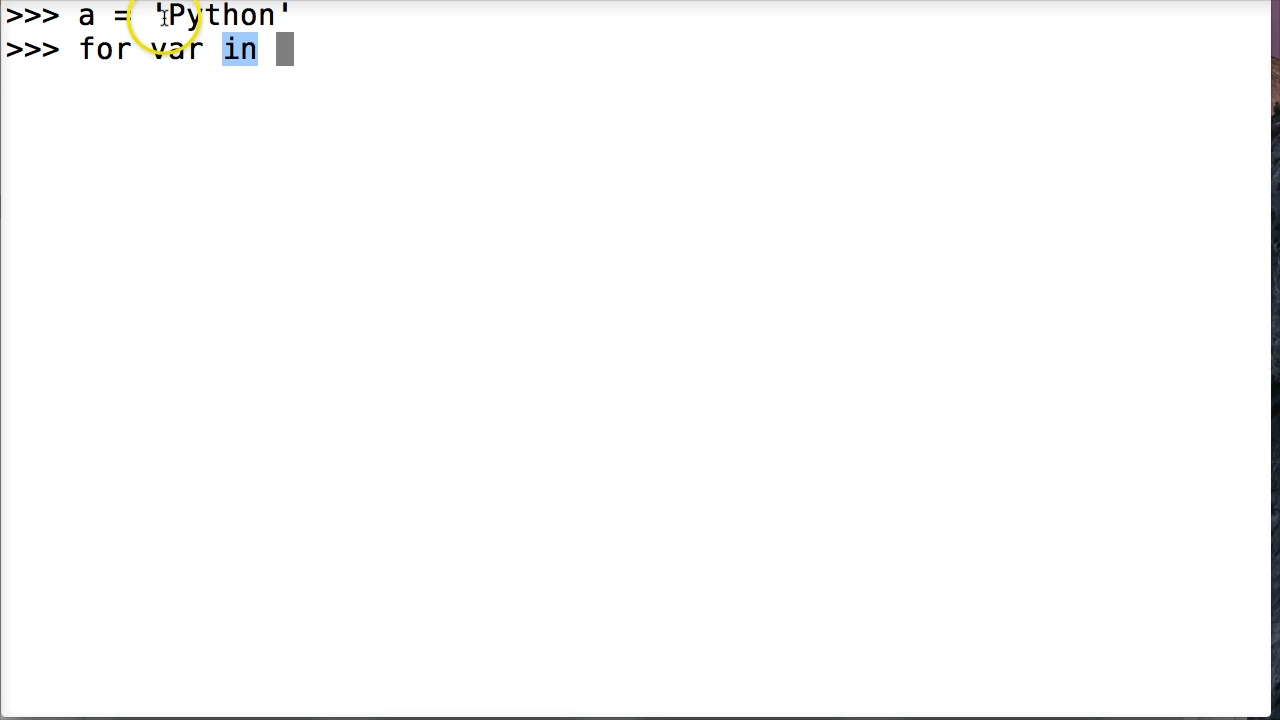 >>> a = 'Python'
>>> for var in